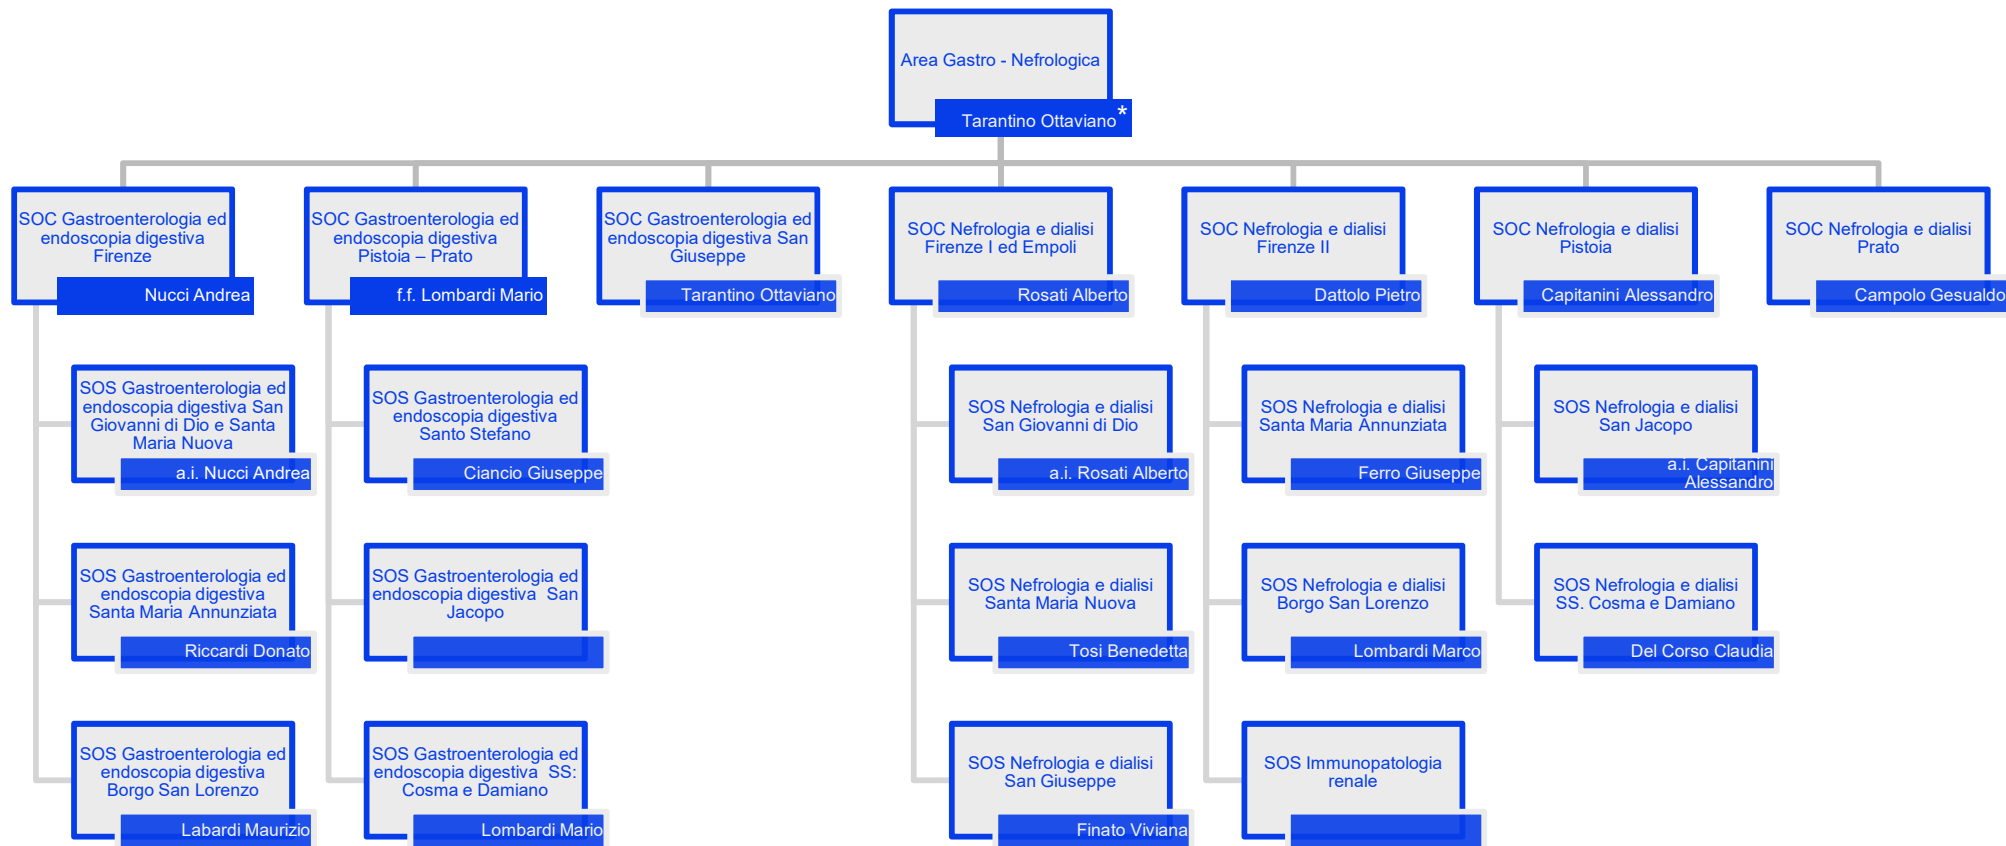 Area Gastro - Nefrologica
Tarantino Ottaviano*
SOC Gastroenterologia ed
endoscopia digestiva
Firenze
Nucci Andrea
SOC Gastroenterologia ed
endoscopia digestiva
Pistoia – Prato
f.f. Lombardi Mario
SOC Gastroenterologia ed
endoscopia digestiva San
Giuseppe
Tarantino Ottaviano
SOC Nefrologia e dialisi
Firenze I ed Empoli
Rosati Alberto
SOC Nefrologia e dialisi
Firenze II
Dattolo Pietro
SOC Nefrologia e dialisi
Pistoia
Capitanini Alessandro
SOC Nefrologia e dialisi
Prato
Campolo Gesualdo
SOS Gastroenterologia ed
endoscopia digestiva San
Giovanni di Dio e Santa
Maria Nuova
a.i. Nucci Andrea
SOS Gastroenterologia ed
endoscopia digestiva
Santo Stefano
Ciancio Giuseppe
SOS Nefrologia e dialisi
San Giovanni di Dio
a.i. Rosati Alberto
SOS Nefrologia e dialisi
Santa Maria Annunziata
Ferro Giuseppe
SOS Nefrologia e dialisi
San Jacopo
a.i. Capitanini
Alessandro
SOS Gastroenterologia ed
endoscopia digestiva
Santa Maria Annunziata
Riccardi Donato
SOS Gastroenterologia ed
endoscopia digestiva San
Jacopo
SOS Nefrologia e dialisi
Santa Maria Nuova
Tosi Benedetta
SOS Nefrologia e dialisi
Borgo San Lorenzo
Lombardi Marco
SOS Nefrologia e dialisi
SS. Cosma e Damiano
Del Corso Claudia
SOS Gastroenterologia ed
endoscopia digestiva
Borgo San Lorenzo
Labardi Maurizio
SOS Gastroenterologia ed
endoscopia digestiva SS:
Cosma e Damiano
Lombardi Mario
SOS Nefrologia e dialisi
San Giuseppe
Finato Viviana
SOS Immunopatologia
renale